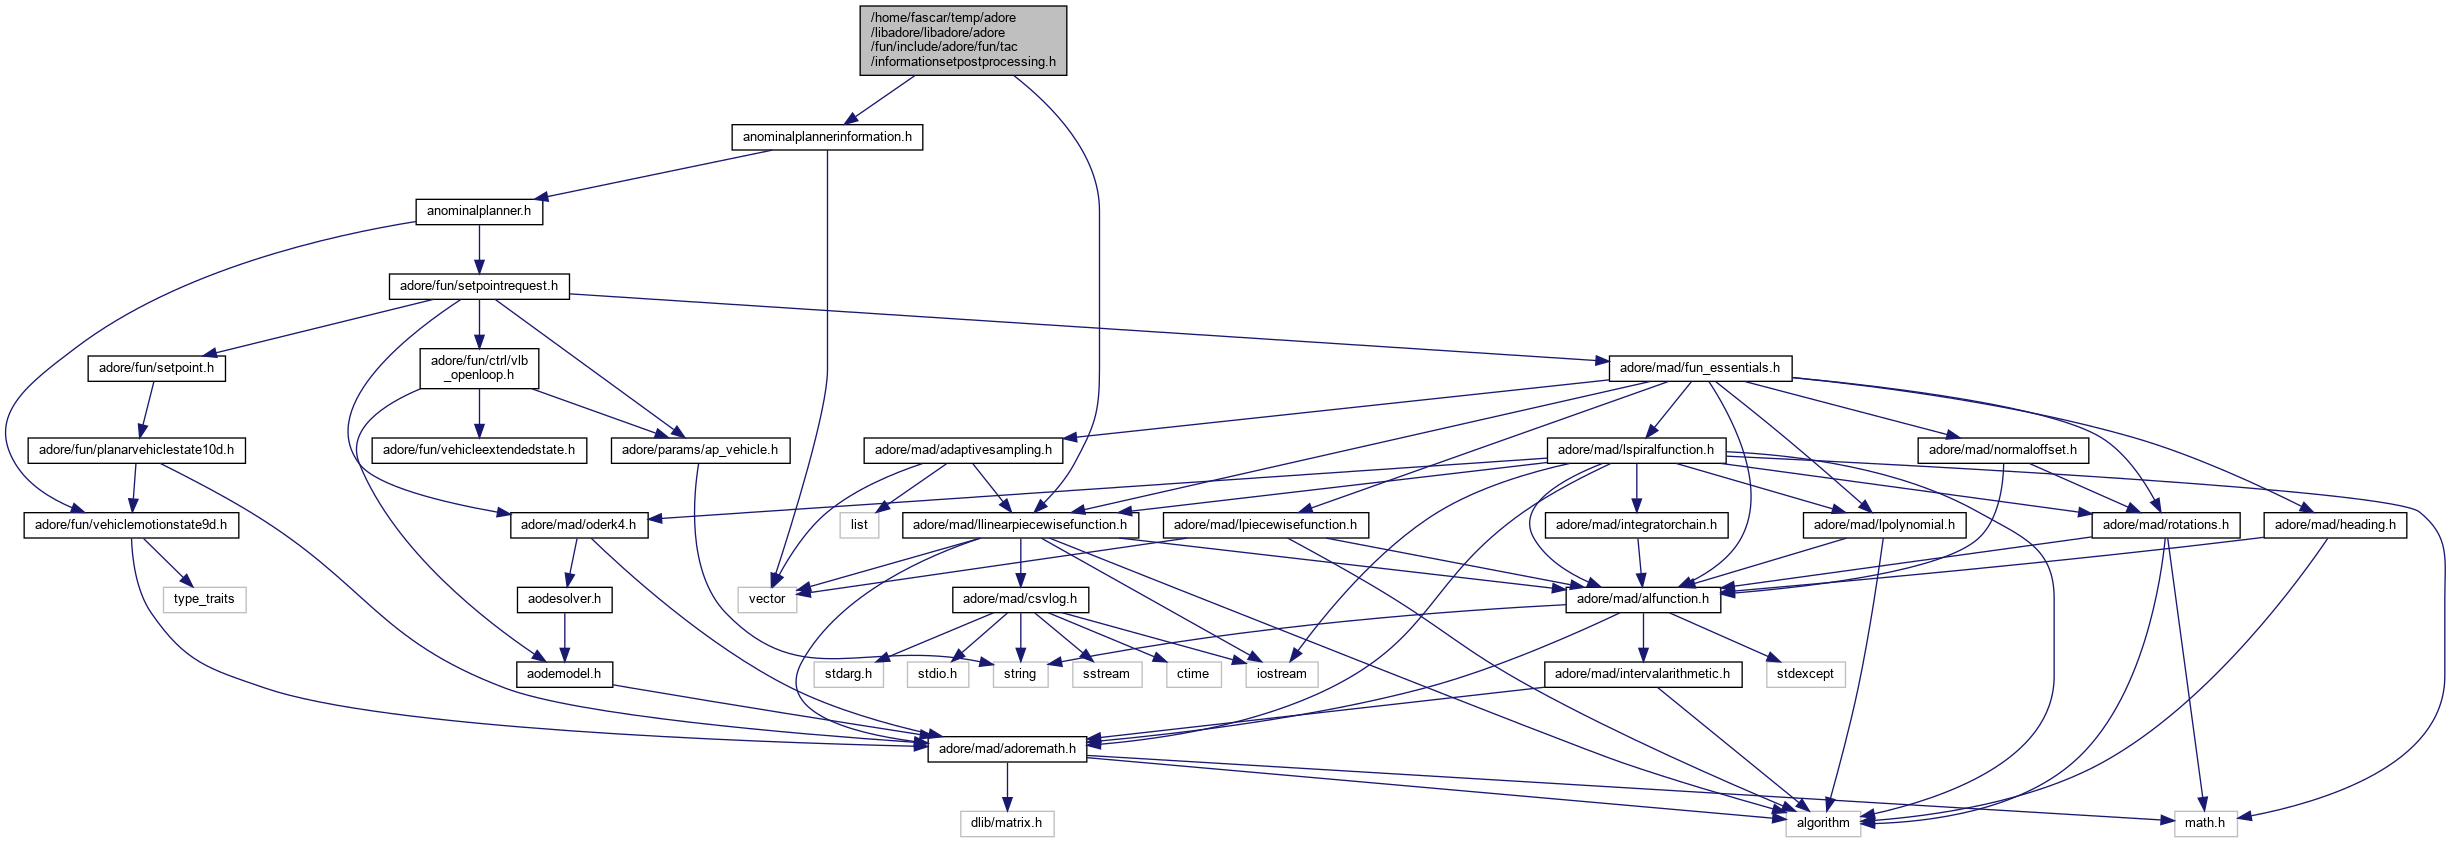 /home/fascar/temp/adore
/libadore/libadore/adore
/fun/include/adore/fun/tac
/informationsetpostprocessing.h
anominalplannerinformation.h
anominalplanner.h
adore/fun/setpointrequest.h
adore/fun/setpoint.h
adore/fun/ctrl/vlb
_openloop.h
adore/mad/fun_essentials.h
adore/fun/planarvehiclestate10d.h
adore/fun/vehicleextendedstate.h
adore/params/ap_vehicle.h
adore/mad/adaptivesampling.h
adore/mad/lspiralfunction.h
adore/mad/normaloffset.h
adore/fun/vehiclemotionstate9d.h
adore/mad/oderk4.h
list
adore/mad/llinearpiecewisefunction.h
adore/mad/lpiecewisefunction.h
adore/mad/integratorchain.h
adore/mad/lpolynomial.h
adore/mad/rotations.h
adore/mad/heading.h
type_traits
aodesolver.h
vector
adore/mad/csvlog.h
adore/mad/alfunction.h
aodemodel.h
stdarg.h
stdio.h
string
sstream
ctime
iostream
adore/mad/intervalarithmetic.h
stdexcept
adore/mad/adoremath.h
dlib/matrix.h
algorithm
math.h